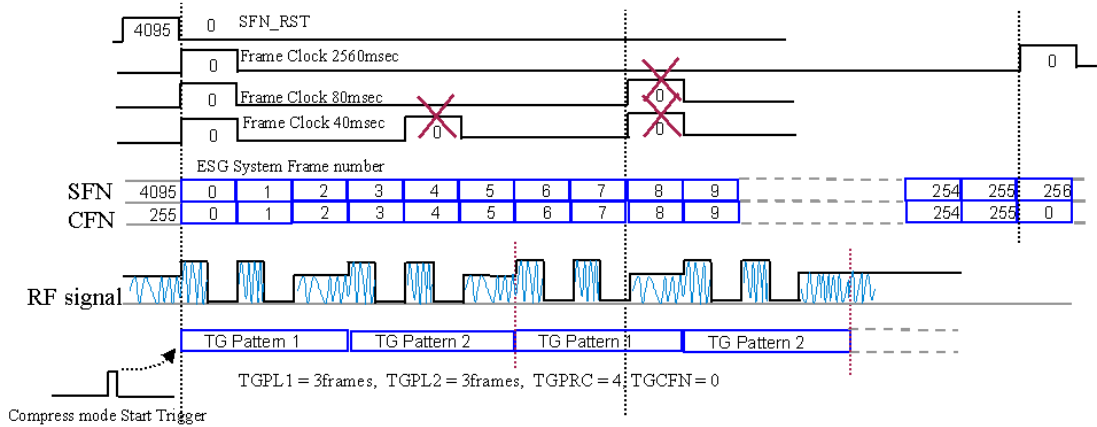 4095 0 SFN_RST
0 Frame Clock 2560msec 0
0 Frame Clock 80msec 0
0 Frame Clock 40msec 0 0
ESG System Frame number
SFN 4095 0 1 2 3 4 5 6 7 8 9 254 255 256
CFN 255 0 1 2 3 4 5 6 7 8 9 254 255 0
RF signal
TG Pattern 1 TG Pattern 2 TG Pattern 1 TG Pattern 2
TGPL1 = 3frames, TGPL2 = 3frames, TGPRC = 4, TGCFN = 0
Compress mode Start Trigger